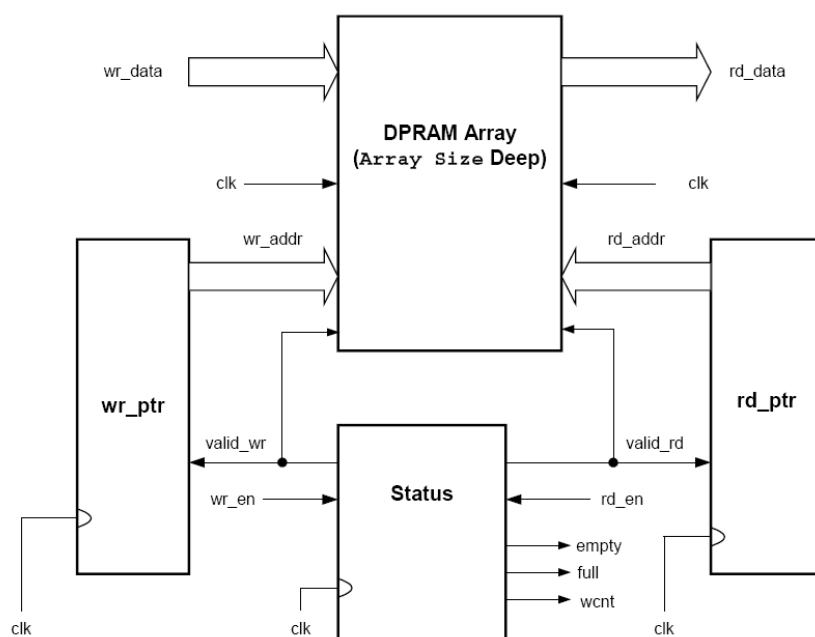 wr_data
rd_data
DPRAM Array
(Array Size Deep)
clk
clk
wr_addr
rd_addr
wr_ptr
rd_ptr
valid_wr
valid_rd
wr_en
Status
rd_en
empty
full
wcnt
clk
clk
clk